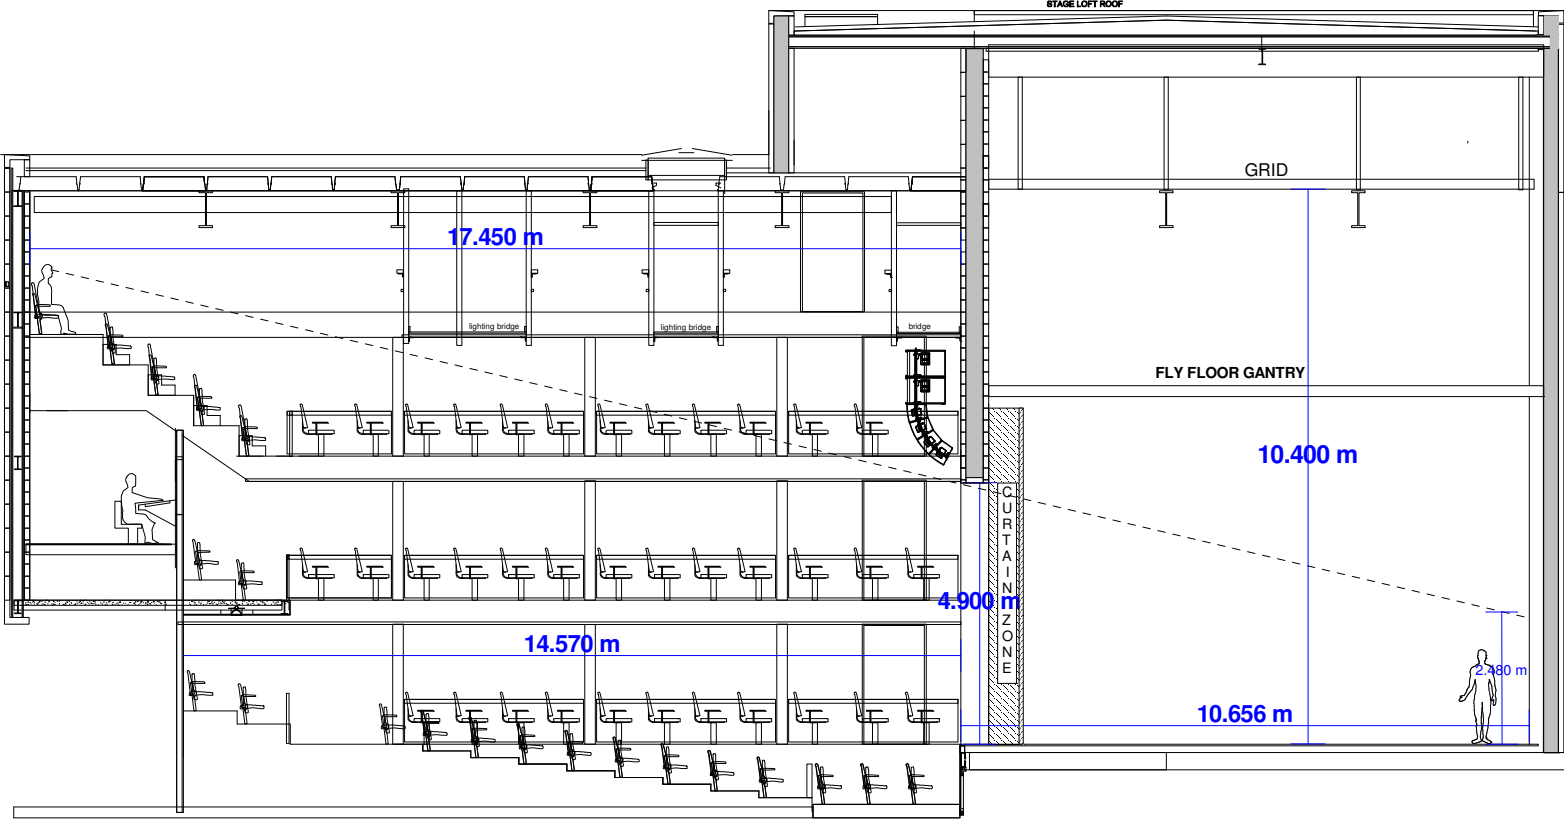 STAGE LOFT ROOF
GRID
17.450 m
lighting bridge
lighting bridge
bridge
FLY FLOOR GANTRY
10.400 m
CURTAIN ZONE
4.900 m
14.570 m
2.480 m
10.656 m